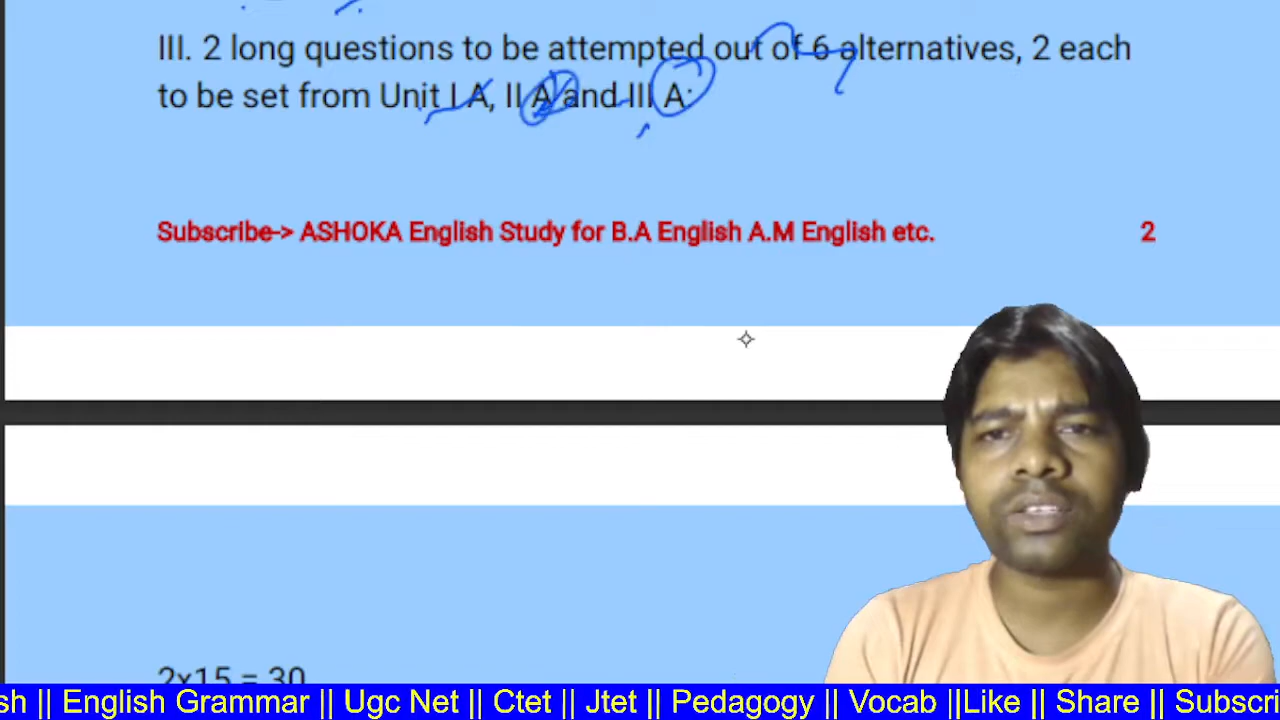 III. 2 long questions to be attempted out of 6 alternatives, 2 each
to be set from Unit I A, II A and III A.
Subscribe-> ASHOKA English Study for B.A English A.M English etc. 2
2x15 = 30
sh || English Grammar || Ugc Net || Ctet || Jtet || Pedagogy || Vocab ||Like || Share || Subscri